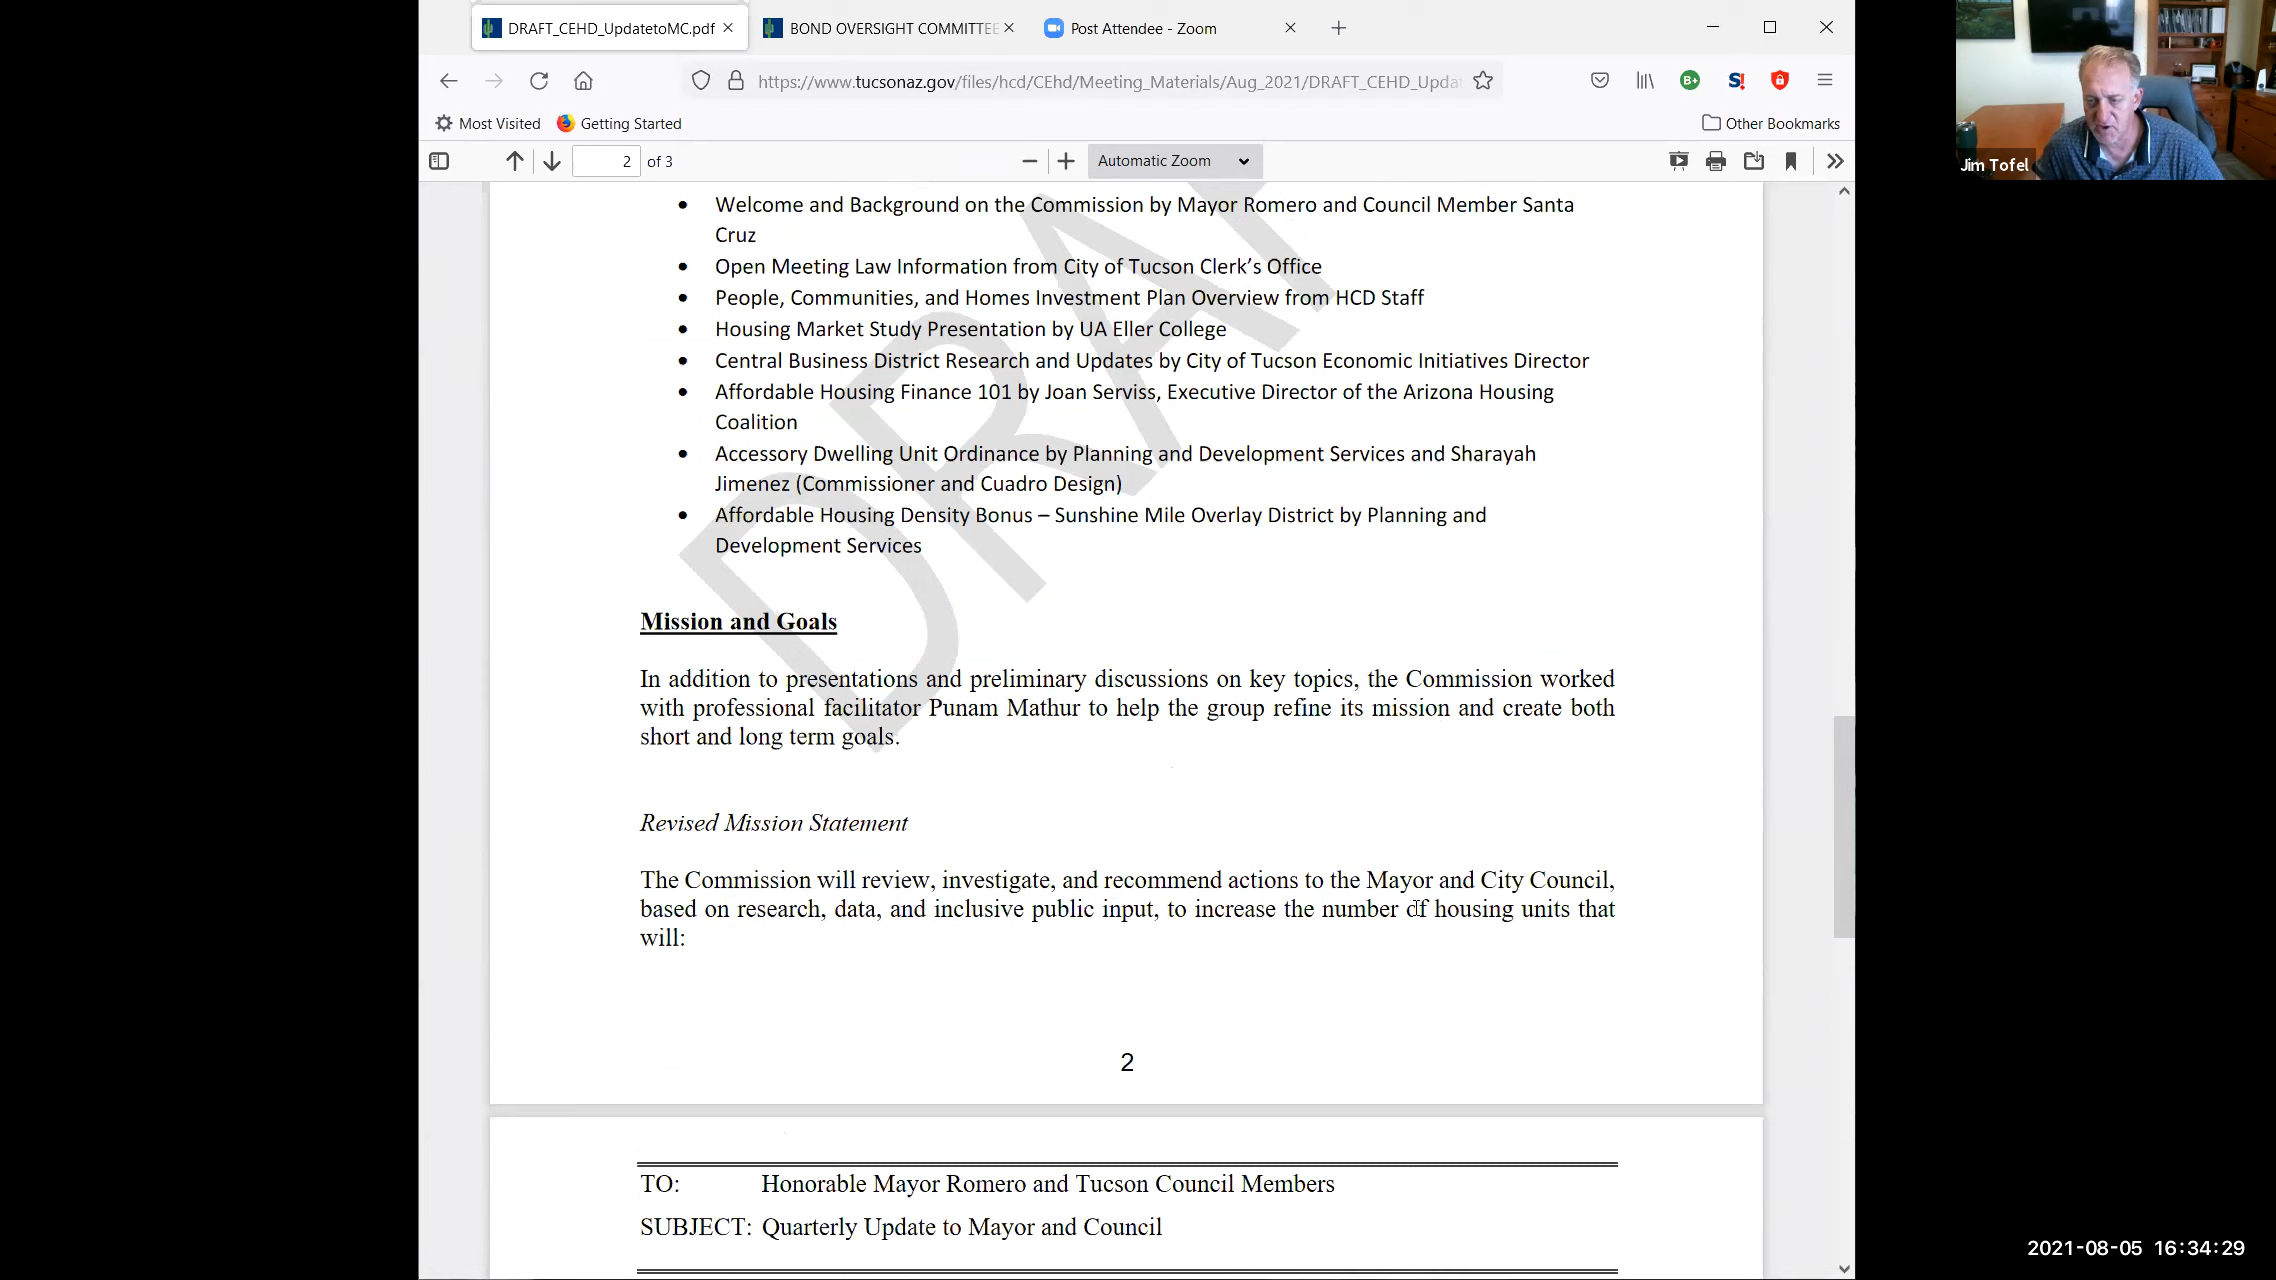 DRAFT_CEHD_UpdatetoMC.pdf
BOND OVERSIGHT COMMITTEE
Post Attendee - Zoom
https://www.tucsonaz.gov/files/hcd/CEhd/Meeting_Materials/Aug_2021/DRAFT_CEHD_Upda
B+
S!
Most Visited
Getting Started
Other Bookmarks
2 of 3
Automatic Zoom
Jim Tofel
DRAFT
• Welcome and Background on the Commission by Mayor Romero and Council Member Santa
Cruz
• Open Meeting Law Information from City of Tucson Clerk’s Office
• People, Communities, and Homes Investment Plan Overview from HCD Staff
• Housing Market Study Presentation by UA Eller College
• Central Business District Research and Updates by City of Tucson Economic Initiatives Director
• Affordable Housing Finance 101 by Joan Serviss, Executive Director of the Arizona Housing
Coalition
• Accessory Dwelling Unit Ordinance by Planning and Development Services and Sharayah
Jimenez (Commissioner and Cuadro Design)
• Affordable Housing Density Bonus – Sunshine Mile Overlay District by Planning and
Development Services
Mission and Goals
In addition to presentations and preliminary discussions on key topics, the Commission worked
with professional facilitator Punam Mathur to help the group refine its mission and create both
short and long term goals.
Revised Mission Statement
The Commission will review, investigate, and recommend actions to the Mayor and City Council,
based on research, data, and inclusive public input, to increase the number of housing units that
will:
2
TO: Honorable Mayor Romero and Tucson Council Members
SUBJECT: Quarterly Update to Mayor and Council
2021-08-05 16:34:29